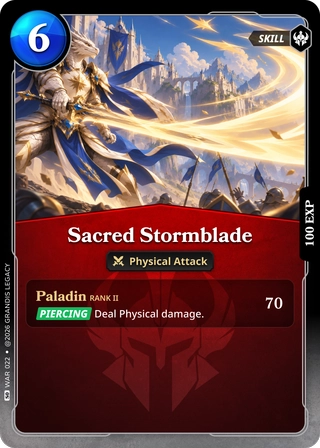 6
SKILL
100 EXP
Sacred Stormblade
Physical Attack
Paladin RANK II 70
PIERCING Deal Physical damage.
WAR 022 • @2026 GRANDIS LEGACY